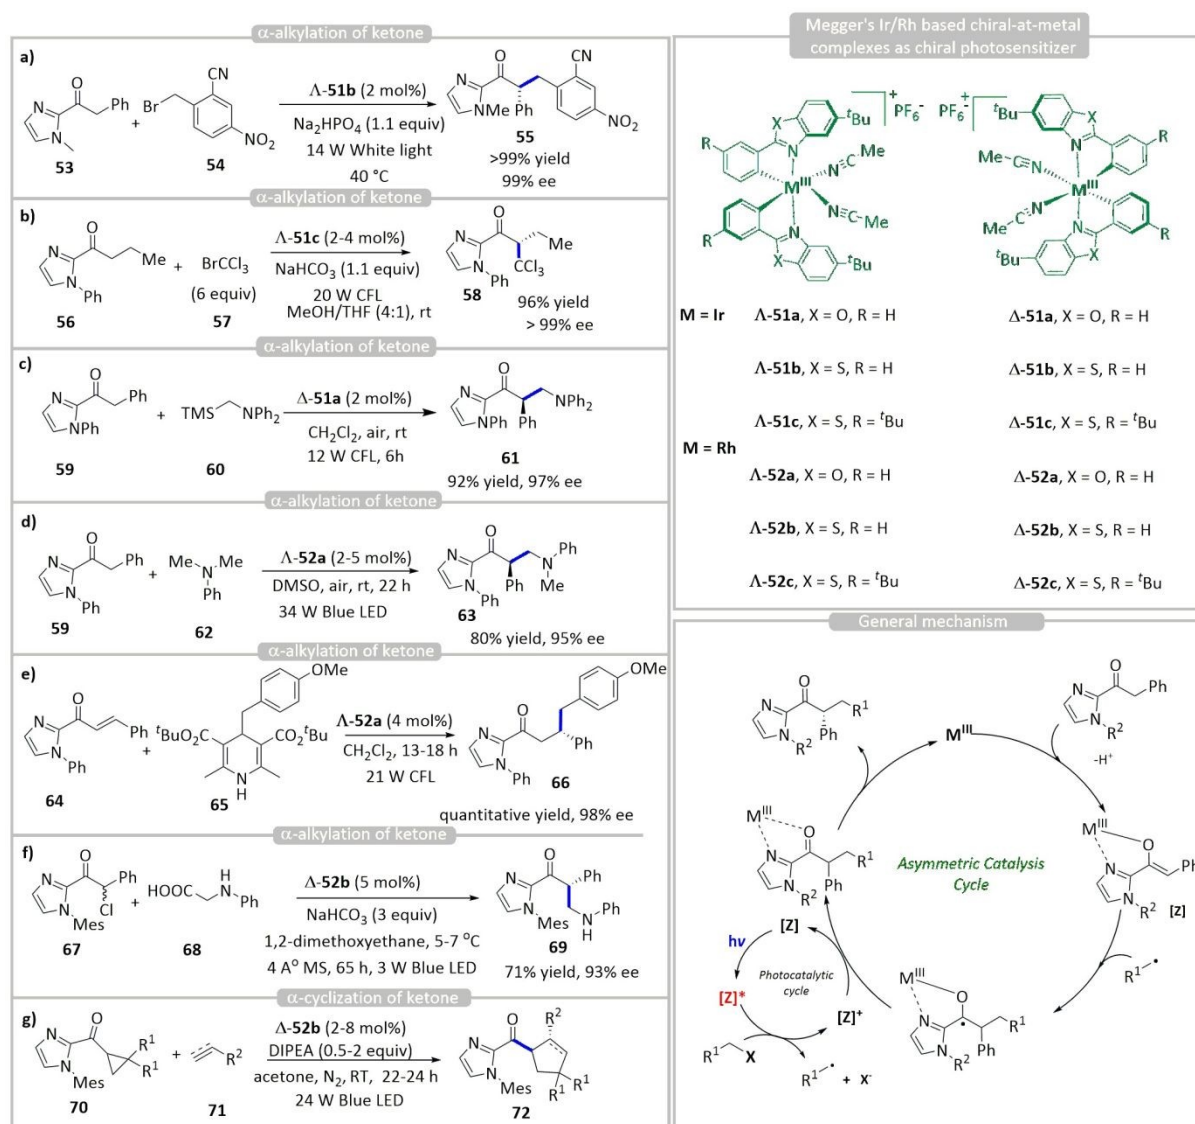 α-alkylation of ketone
a)
N
N
O
Ph
53
+
CN
Br
NO₂
54
Λ-51b (2 mol%)
Na₂HPO₄ (1.1 equiv)
14 W White light
40 °C
N
NMe
O
Ph
CN
NO₂
55
>99% yield
99% ee
α-alkylation of ketone
b)
O
N
N
Me
Ph
56
+
BrCCl₃
(6 equiv)
57
Λ-51c (2-4 mol%)
NaHCO₃ (1.1 equiv)
20 W CFL
MeOH/THF (4:1), rt
O
N
N
Me
CCl₃
Ph
58
96% yield
> 99% ee
α-alkylation of ketone
c)
O
Ph
N
NPh
59
+
TMS
NPh₂
60
Δ-51a (2 mol%)
CH₂Cl₂, air, rt
12 W CFL, 6h
O
N
NPh
Ph
NPh₂
61
92% yield, 97% ee
α-alkylation of ketone
d)
O
Ph
N
N
Ph
59
+
Me
Me
N
Ph
62
Λ-52a (2-5 mol%)
DMSO, air, rt, 22 h
34 W Blue LED
O
Ph
N
N
N
Ph
Me
Ph
63
80% yield, 95% ee
α-alkylation of ketone
e)
O
N
N
Ph
Ph
64
+
OMe
ᵗBuO₂C
CO₂ᵗBu
N
H
65
Λ-52a (4 mol%)
CH₂Cl₂, 13-18 h
21 W CFL
OMe
O
N
N
Ph
Ph
66
quantitative yield, 98% ee
α-alkylation of ketone
f)
O
Ph
N
N
Cl
Mes
67
+
HOOC
H
N
Ph
68
Λ-52b (5 mol%)
NaHCO₃ (3 equiv)
1,2-dimethoxyethane, 5-7 °C
4 A° MS, 65 h, 3 W Blue LED
O
Ph
N
N
Mes
N
H
Ph
69
71% yield, 93% ee
α-cyclization of ketone
g)
O
N
N
R¹
R¹
Mes
70
+
R²
71
Δ-52b (2-8 mol%)
DIPEA (0.5-2 equiv)
acetone, N₂, RT, 22-24 h
24 W Blue LED
O
R²
N
N
Mes
R¹
R¹
72
Megger's Ir/Rh based chiral-at-metal
complexes as chiral photosensitizer
ᵗBu
X
N
R
Mᴵᴵᴵ
N≡C Me
N≡C Me
R
N
X
ᵗBu
+
PF₆⁻
PF₆⁻
+
ᵗBu
X
N
R
Me C≡N
Mᴵᴵᴵ
Me C≡N
R
N
X
ᵗBu
M = Ir
Λ-51a, X = O, R = H
Δ-51a, X = O, R = H
Λ-51b, X = S, R = H
Δ-51b, X = S, R = H
Λ-51c, X = S, R = ᵗBu
Δ-51c, X = S, R = ᵗBu
M = Rh
Λ-52a, X = O, R = H
Δ-52a, X = O, R = H
Λ-52b, X = S, R = H
Δ-52b, X = S, R = H
Λ-52c, X = S, R = ᵗBu
Δ-52c, X = S, R = ᵗBu
General mechanism
O
N
N
R¹
Ph
R²
Mᴵᴵᴵ
O
Ph
N
N
R²
-H⁺
Mᴵᴵᴵ
O
N
N
Ph
R²
[Z]
Asymmetric Catalysis
Cycle
Mᴵᴵᴵ
O
N
N
R¹
Ph
R²
[Z]
hν
Photocatalytic
cycle
[Z]*
[Z]⁺
R¹ X
R¹ • + X⁻
R¹ •
Mᴵᴵᴵ
O
N
N
R¹
Ph
R²